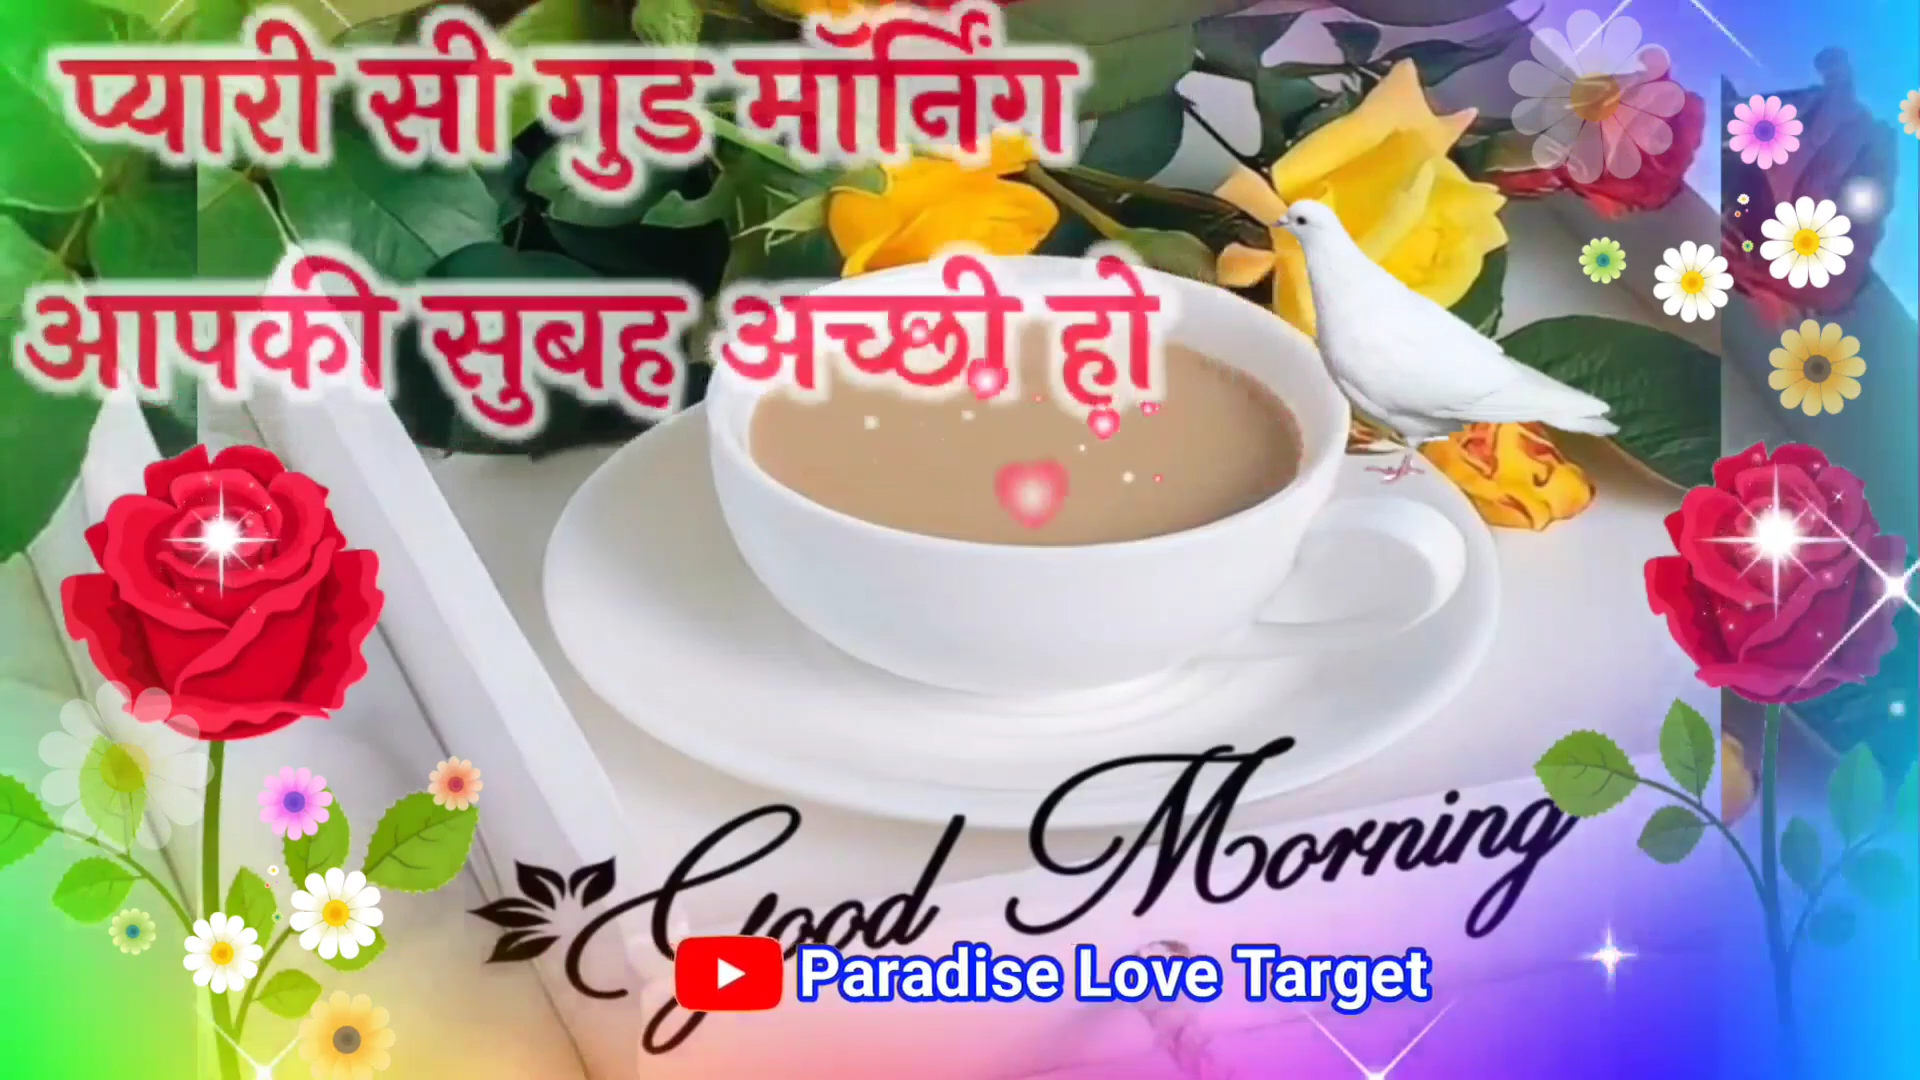 प्यारी सी गुड मॉर्निंग
आपकी सुबह अच्छी हो
Good Morning
Paradise Love Target